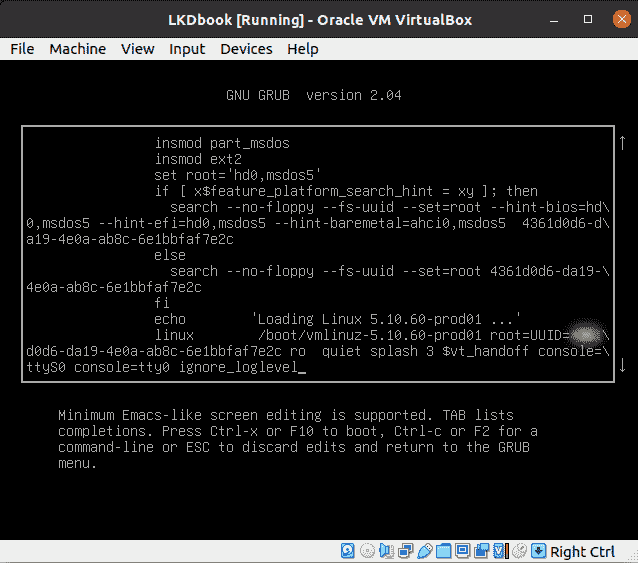 LKDbook [Running] - Oracle VM VirtualBox
File Machine View Input Devices Help
GNU GRUB version 2.04
insmod part_msdos
insmod ext2
set root='hd0,msdos5'
if [ x$feature_platform_search_hint = xy ]; then
search --no-floppy --fs-uuid --set=root --hint-bios=hd\
0,msdos5 --hint-efi=hd0,msdos5 --hint-baremetal=ahci0,msdos5 4361d0d6-d\
a19-4e0a-ab8c-6e1bbfaf7e2c
else
search --no-floppy --fs-uuid --set=root 4361d0d6-da19-\
4e0a-ab8c-6e1bbfaf7e2c
fi
echo 'Loading Linux 5.10.60-prod01 ...'
linux /boot/vmlinuz-5.10.60-prod01 root=UUID= \
d0d6-da19-4e0a-ab8c-6e1bbfaf7e2c ro quiet splash 3 $vt_handoff console=\
ttyS0 console=tty0 ignore_loglevel_
Minimum Emacs-like screen editing is supported. TAB lists
completions. Press Ctrl-x or F10 to boot, Ctrl-c or F2 for a
command-line or ESC to discard edits and return to the GRUB
menu.
Right Ctrl